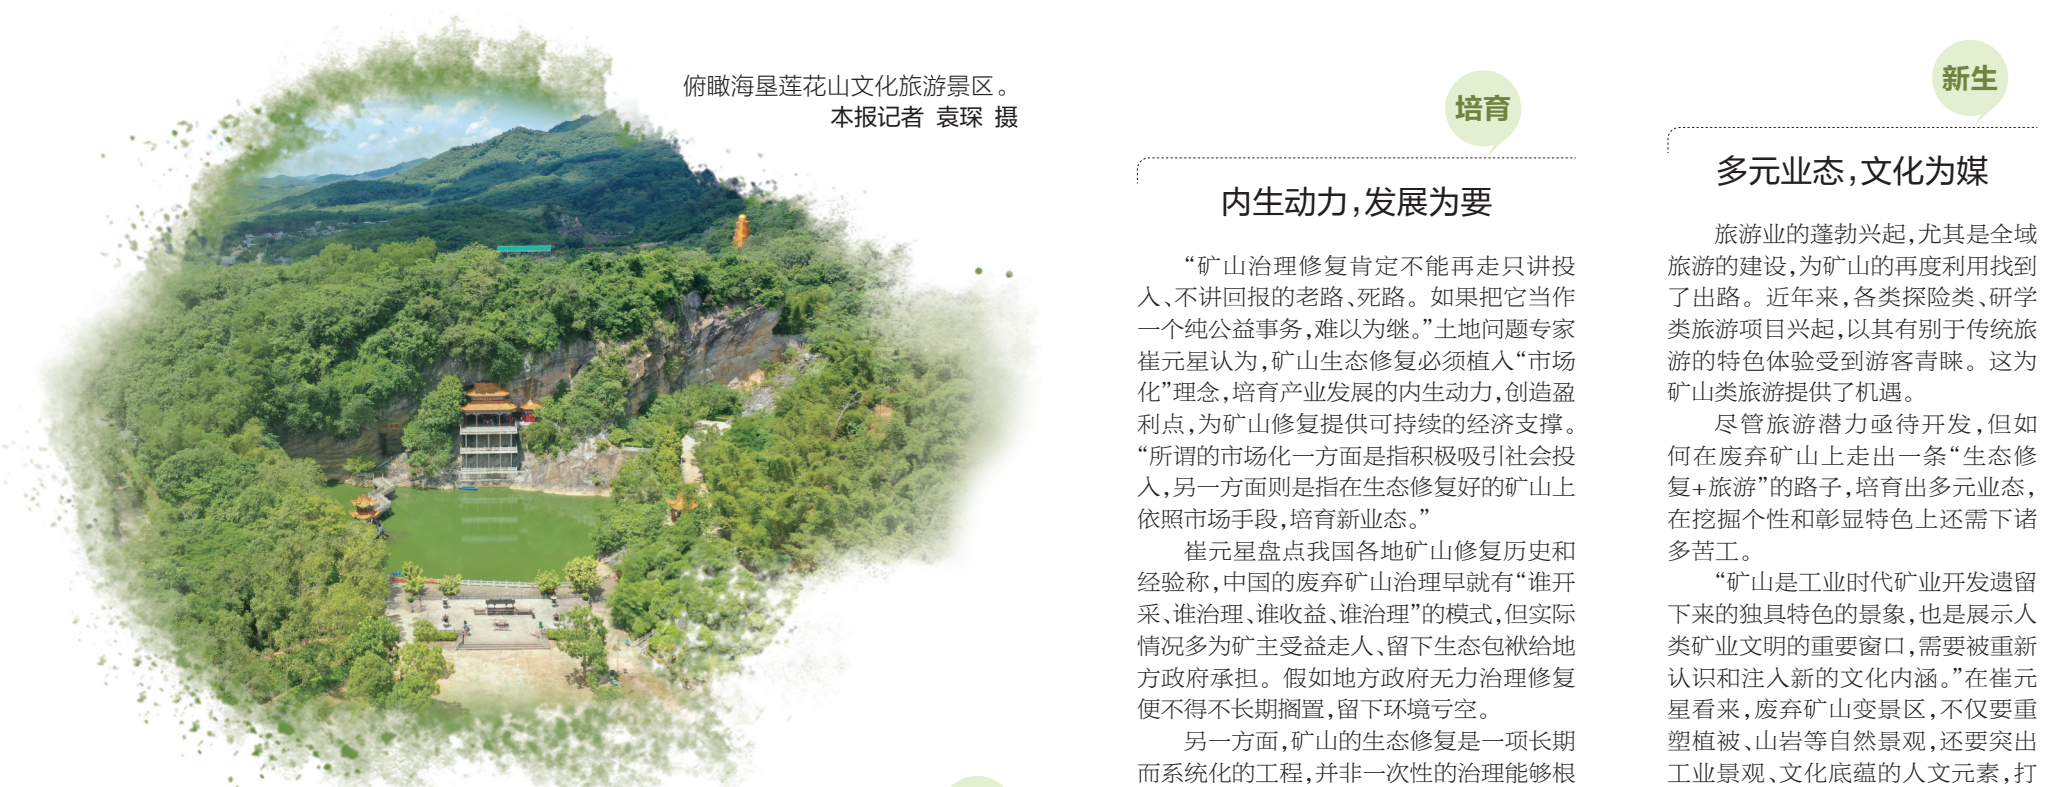 俯瞰海垦莲花山文化旅游景区。
本报记者 袁琛 摄
培育
内生动力,发展为要
“矿山治理修复肯定不能再走只讲投
入、不讲回报的老路、死路。如果把它当作
一个纯公益事务,难以为继。”土地问题专家
崔元星认为,矿山生态修复必须植入“市场
化”理念,培育产业发展的内生动力,创造盈
利点,为矿山修复提供可持续的经济支撑。
“所谓的市场化一方面是指积极吸引社会投
入,另一方面则是指在生态修复好的矿山上
依照市场手段,培育新业态。”
崔元星盘点我国各地矿山修复历史和
经验称,中国的废弃矿山治理早就有“谁开
采、谁治理、谁收益、谁治理”的模式,但实际
情况多为矿主受益走人、留下生态包袱给地
方政府承担。假如地方政府无力治理修复
便不得不长期搁置,留下环境亏空。
另一方面,矿山的生态修复是一项长期
而系统化的工程,并非一次性的治理能够根
新生
多元业态,文化为媒
旅游业的蓬勃兴起,尤其是全域
旅游的建设,为矿山的再度利用找到
了出路。近年来,各类探险类、研学
类旅游项目兴起,以其有别于传统旅
游的特色体验受到游客青睐。这为
矿山类旅游提供了机遇。
尽管旅游潜力亟待开发,但如
何在废弃矿山上走出一条“生态修
复+旅游”的路子,培育出多元业态,
在挖掘个性和彰显特色上还需下诸
多苦工。
“矿山是工业时代矿业开发遗留
下来的独具特色的景象,也是展示人
类矿业文明的重要窗口,需要被重新
认识和注入新的文化内涵。”在崔元
星看来,废弃矿山变景区,不仅要重
塑植被、山岩等自然景观,还要突出
工业景观、文化底蕴的人文元素,打